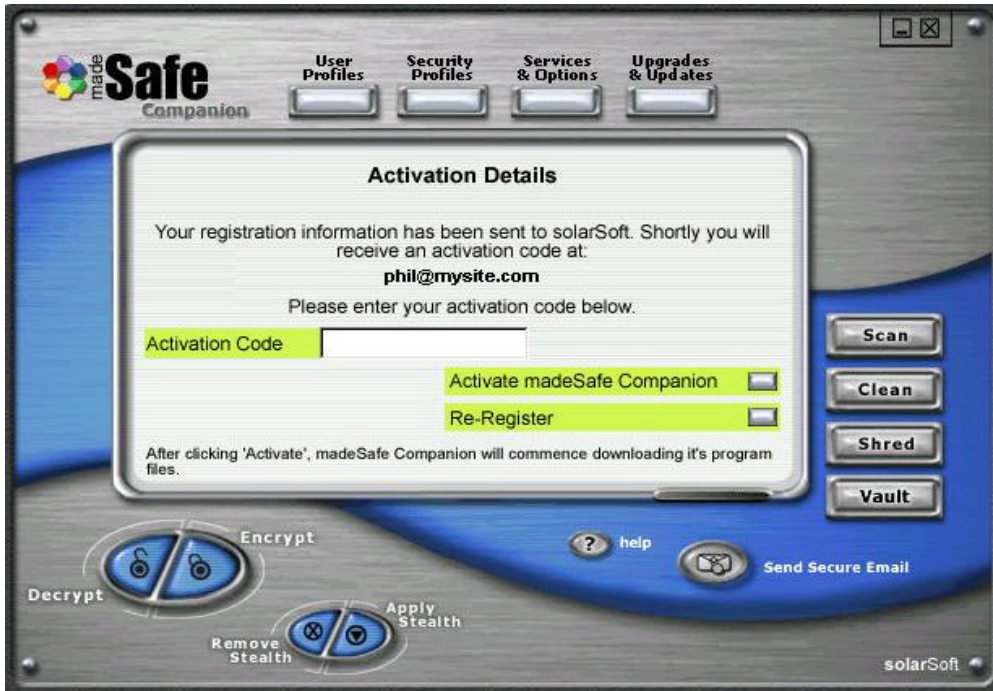 made
Safe
Companion
User
Profiles
Security
Profiles
Services
& Options
Upgrades
& Updates
Activation Details
Your registration information has been sent to solarSoft. Shortly you will
receive an activation code at:
phil@mysite.com
Please enter your activation code below.
Activation Code
Activate madeSafe Companion
Re-Register
After clicking 'Activate', madeSafe Companion will commence downloading it's program
files.
Scan
Clean
Shred
Vault
Encrypt
Decrypt
? help
Send Secure Email
Apply
Stealth
Remove
Stealth
solarSoft